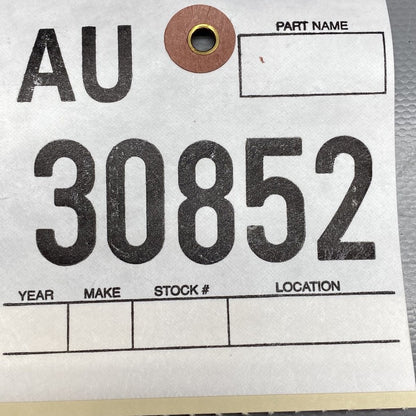 AU
PART NAME
30852
YEAR MAKE STOCK # LOCATION